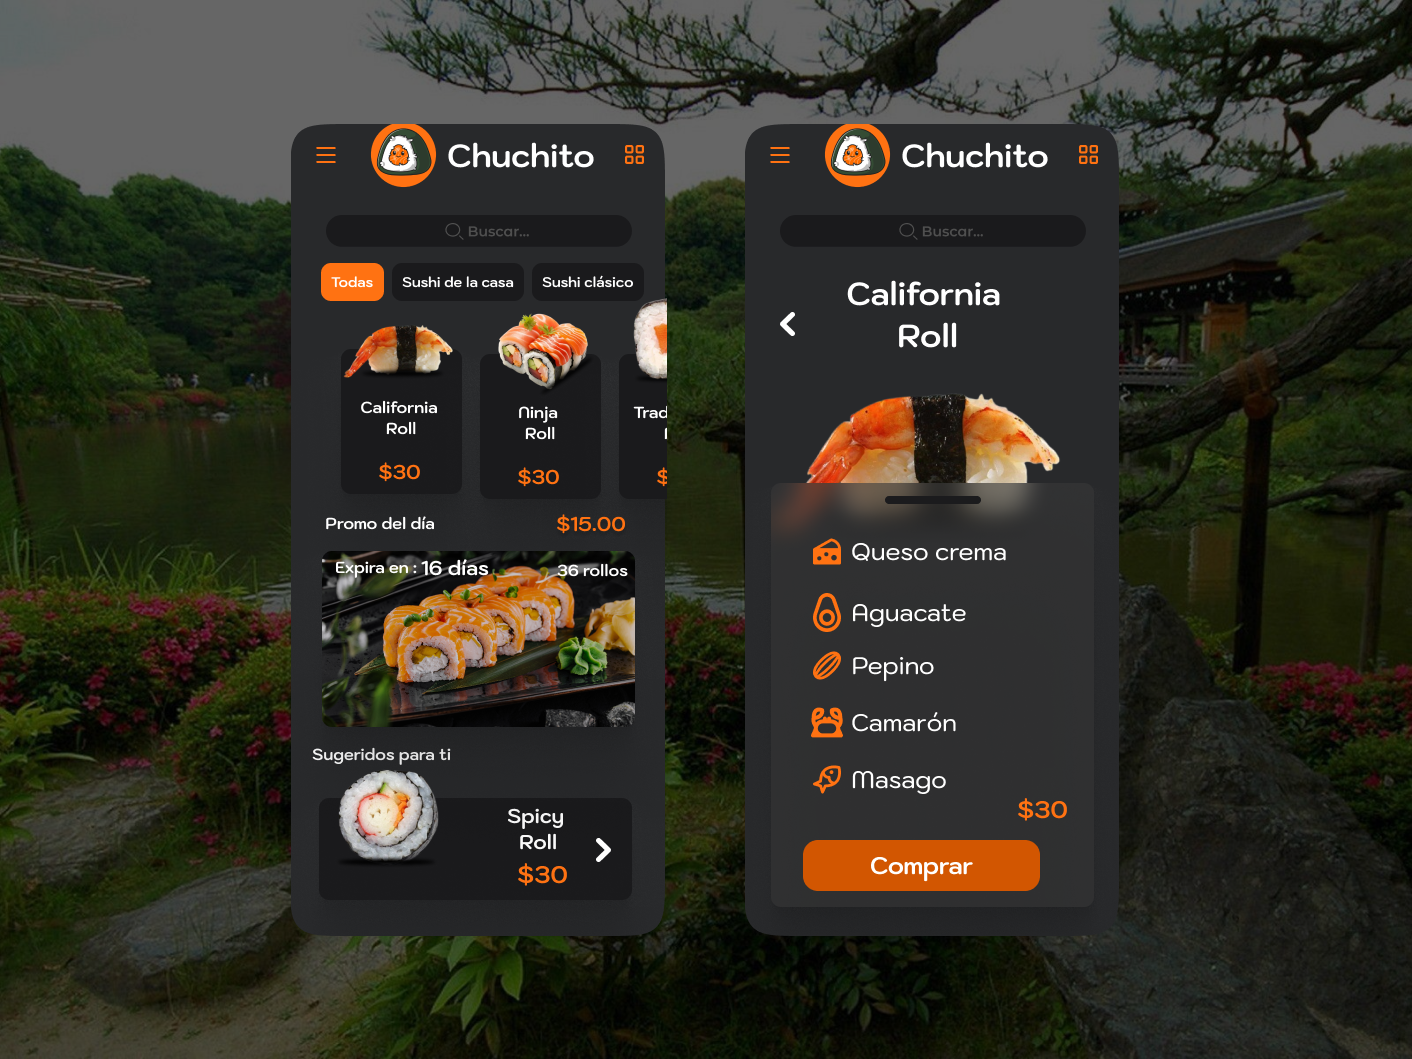 Chuchito
Buscar...
Todas
Sushi de la casa
Sushi clásico
California
Roll
$30
Ninja
Roll
$30
Trad
$
Promo del día
$15.00
Expira en : 16 días
36 rollos
Sugeridos para ti
Spicy
Roll
$30
Chuchito
Buscar...
California
Roll
Queso crema
Aguacate
Pepino
Camarón
Masago
$30
Comprar